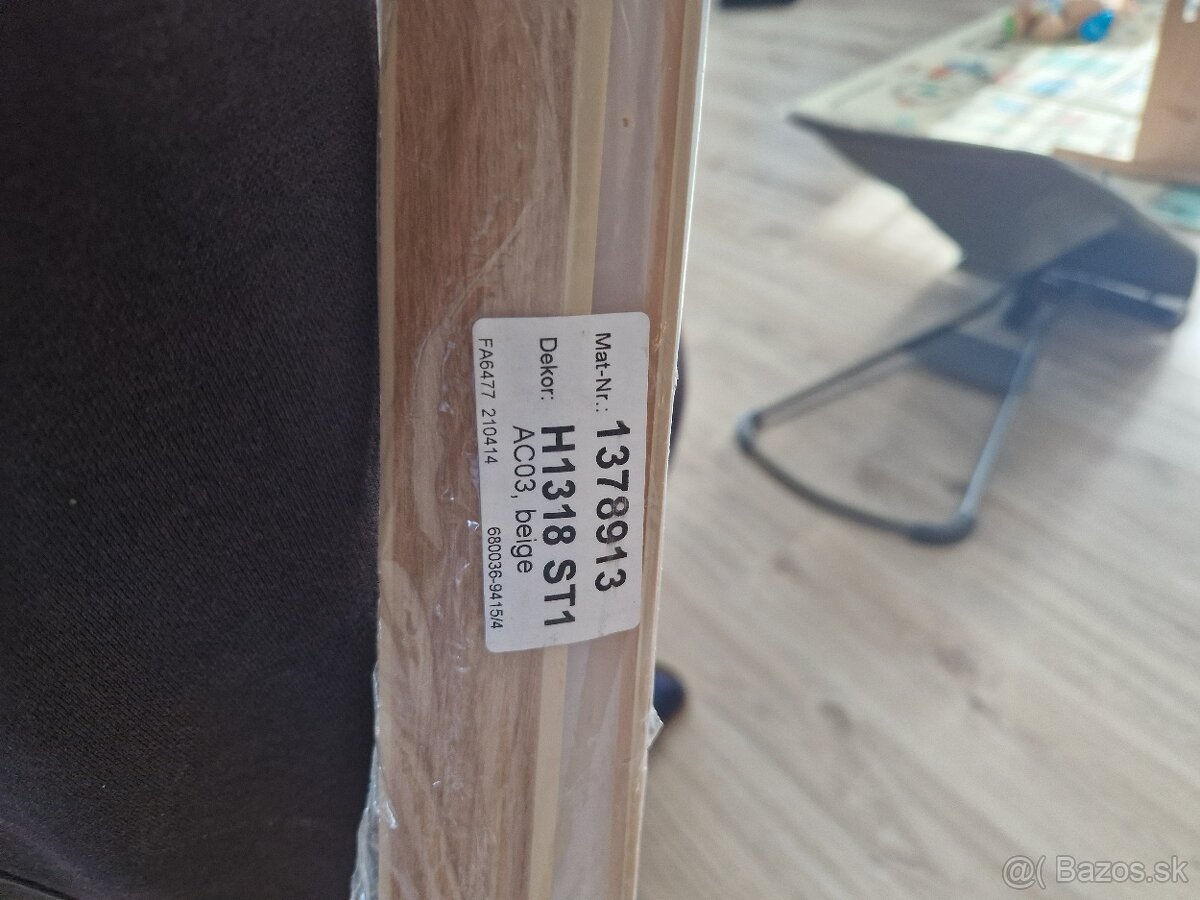 Mat-Nr.: 1378913
Dekor: H1318 ST1
AC03, beige
FA6477 210414 680036-9415/4
@( Bazos.sk